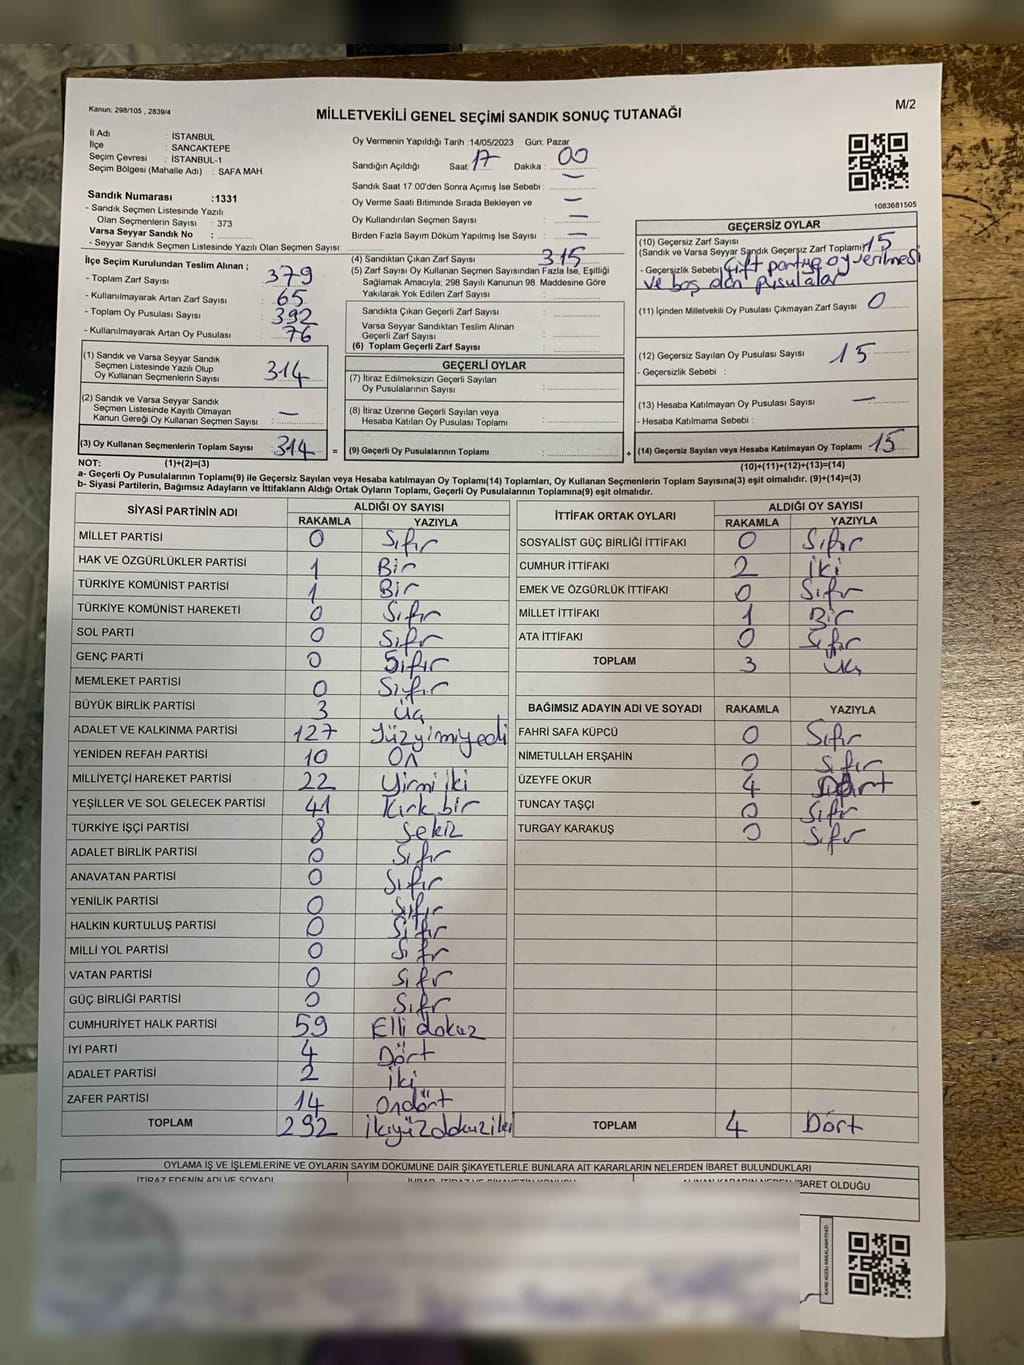 Kanun; 298/105 , 2839/4
M/2
MİLLETVEKİLİ GENEL SEÇİMİ SANDIK SONUÇ TUTANAĞI
İl Adı : İSTANBUL
İlçe : SANCAKTEPE
Seçim Çevresi : İSTANBUL-1
Seçim Bölgesi (Mahalle Adı) : SAFA MAH.
Sandık Numarası :1331
- Sandık Seçmen Listesinde Yazılı
Olan Seçmenlerin Sayısı : 373
Varsa Seyyar Sandık No :
- Seyyar Sandık Seçmen Listesinde Yazılı Olan Seçmen Sayısı:
Oy Vermenin Yapıldığı Tarih :14/05/2023 Gün: Pazar
Sandığın Açıldığı Saat: 17 Dakika : 00
Sandık Saat 17:00'den Sonra Açımış İse Sebebi : —
Oy Verme Saati Bitiminde Sırada Bekleyen ve : —
Oy Kullandırılan Seçmen Sayısı : —
Birden Fazla Sayım Döküm Yapılmış İse Sayısı : —
1083681505
İlçe Seçim Kurulundan Teslim Alınan ;
- Toplam Zarf Sayısı : 379
- Kullanılmayarak Artan Zarf Sayısı : 65
- Toplam Oy Pusulası Sayısı : 392
- Kullanılmayarak Artan Oy Pusulası : 76
(1) Sandık ve Varsa Seyyar Sandık
Seçmen Listesinde Yazılı Olup
Oy Kullanan Seçmenlerin Sayısı : 314
(2) Sandık ve Varsa Seyyar Sandık
Seçmen Listesinde Kayıtlı Olmayan
Kanun Gereği Oy Kullanan Seçmen Sayısı : —
(3) Oy Kullanan Seçmenlerin Toplam Sayısı : 314
(4) Sandıktan Çıkan Zarf Sayısı : 315
(5) Zarf Sayısı Oy Kullanan Seçmen Sayısından Fazla İse, Eşitliği
Sağlamak Amacıyla; 298 Sayılı Kanunun 98. Maddesine Göre
Yakılarak Yok Edilen Zarf Sayısı :
Sandıkta Çıkan Geçerli Zarf Sayısı :
Varsa Seyyar Sandıktan Teslim Alınan
Geçerli Zarf Sayısı :
(6) Toplam Geçerli Zarf Sayısı :
GEÇERLİ OYLAR
(7) İtiraz Edilmeksizin Geçerli Sayılan
Oy Pusulalarının Sayısı :
(8) İtiraz Üzerine Geçerli Sayılan veya
Hesaba Katılan Oy Pusulası Toplamı :
= (9) Geçerli Oy Pusulalarının Toplamı :
GEÇERSİZ OYLAR
(10) Geçersiz Zarf Sayısı
(Sandık ve Varsa Seyyar Sandık Geçersiz Zarf Toplamı) 15
- Geçersizlik Sebebi : Çift partiye oy verilmesi
ve boş olan pusulalar
(11) İçinden Milletvekili Oy Pusulası Çıkmayan Zarf Sayısı : 0
(12) Geçersiz Sayılan Oy Pusulası Sayısı : 15
- Geçersizlik Sebebi :
(13) Hesaba Katılmayan Oy Pusulası Sayısı : —
- Hesaba Katılmama Sebebi :
+ (14) Geçersiz Sayılan veya Hesaba Katılmayan Oy Toplamı : 15
NOT: (1)+(2)=(3)
(10)+(11)+(12)+(13)=(14)
a- Geçerli Oy Pusulalarının Toplamı(9) ile Geçersiz Sayılan veya Hesaba katılmayan Oy Toplamı(14) Toplamları, Oy Kullanan Seçmenlerin Toplam Sayısına(3) eşit olmalıdır. (9)+(14)=(3)
b- Siyasi Partilerin, Bağımsız Adayların ve İttifakların Aldığı Ortak Oyların Toplamı, Geçerli Oy Pusulalarının Toplamına(9) eşit olmalıdır.
SİYASİ PARTİNİN ADI ALDIĞI OY SAYISI
RAKAMLA YAZIYLA
MİLLET PARTİSİ 0 Sıfır
HAK VE ÖZGÜRLÜKLER PARTİSİ 1 Bir
TÜRKİYE KOMÜNİST PARTİSİ 1 Bir
TÜRKİYE KOMÜNİST HAREKETİ 0 Sıfır
SOL PARTİ 0 Sıfır
GENÇ PARTİ 0 Sıfır
MEMLEKET PARTİSİ 0 Sıfır
BÜYÜK BİRLİK PARTİSİ 3 Üç
ADALET VE KALKINMA PARTİSİ 127 Yüzyimiyedi
YENİDEN REFAH PARTİSİ 10 On
MİLLİYETÇİ HAREKET PARTİSİ 22 Yirmi iki
YEŞİLLER VE SOL GELECEK PARTİSİ 41 Kırk bir
TÜRKİYE İŞÇİ PARTİSİ 8 Sekiz
ADALET BİRLİK PARTİSİ 0 Sıfır
ANAVATAN PARTİSİ 0 Sıfır
YENİLİK PARTİSİ 0 Sıfır
HALKIN KURTULUŞ PARTİSİ 0 Sıfır
MİLLİ YOL PARTİSİ 0 Sıfr
VATAN PARTİSİ 0 Sıfr
GÜÇ BİRLİĞİ PARTİSİ 0 Sıfr
CUMHURİYET HALK PARTİSİ 59 Elli dokuz
İYİ PARTİ 4 Dört
ADALET PARTİSİ 2 İki
ZAFER PARTİSİ 14 Ondört
TOPLAM 292 İkiyüzdokuziki
İTTİFAK ORTAK OYLARI ALDIĞI OY SAYISI
RAKAMLA YAZIYLA
SOSYALİST GÜÇ BİRLİĞİ İTTİFAKI 0 Sıfır
CUMHUR İTTİFAKI 2 İki
EMEK VE ÖZGÜRLÜK İTTİFAKI 0 Sıfır
MİLLET İTTİFAKI 1 Bir
ATA İTTİFAKI 0 Sıfır
TOPLAM 3 Üç
BAĞIMSIZ ADAYIN ADI VE SOYADI RAKAMLA YAZIYLA
FAHRİ SAFA KÜPCÜ 0 Sıfır
NİMETULLAH ERŞAHİN 0 Sıfır
ÜZEYFE OKUR 4 Dört
TUNCAY TAŞÇI 0 Sıfr
TURGAY KARAKUŞ 0 Sıfr
TOPLAM 4 Dört
OYLAMA İŞ VE İŞLEMLERİNE VE OYLARIN SAYIM DÖKÜMÜNE DAİR ŞİKAYETLERLE BUNLARA AİT KARARLARIN NELERDEN İBARET BULUNDUKLARI
İTİRAZ EDENİN ADI VE SOYADI
İBARET OLDUĞU